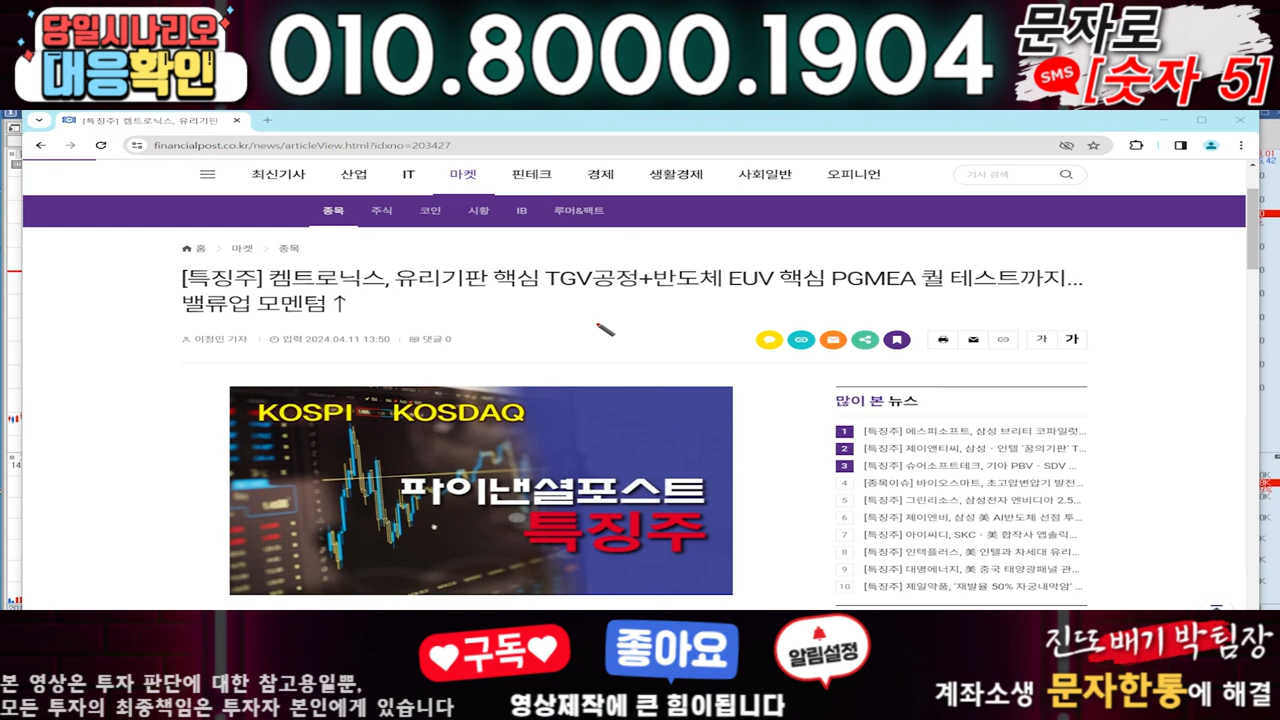 당일시나리오
대응확인
010.8000.1904
문자로
SMS [숫자 5]
[특징주] 켐트로닉스, 유리기판
financialpost.co.kr/news/articleView.html?idxno=203427
최신기사 산업 IT 마켓 핀테크 경제 생활경제 사회일반 오피니언 기사 검색
종목 주식 코인 시황 IB 루머&백트
홈 > 마켓 > 종목
[특징주] 켐트로닉스, 유리기판 핵심 TGV공정+반도체 EUV 핵심 PGMEA 퀄 테스트까지...
밸류업 모멘텀↑
이정민 기자 입력 2024.04.11 13:50 댓글 0
가 가
KOSPI KOSDAQ
파이낸셜포스트
특징주
많이 본 뉴스
1 [특징주] 에스피소프트, 삼성 브리티 코파일럿...
2 [특징주] 제이앤티씨, 삼성·인텔 '꿈의기판' T...
3 [특징주] 슈어소프트테크, 기아 PBV·SDV ...
4 [종목이슈] 바이오스마트, 초고압변압기 발전...
5 [특징주] 그린리소스, 삼성전자 엔비디아 2.5...
6 [특징주] 제이엔비, 삼성 美 AI반도체 선점 투...
7 [특징주] 아이씨디, SKC·美 합작사 앱솔릭...
8 [특징주] 인텍플러스, 美 인텔과 차세대 유리...
9 [특징주] 대명에너지, 美 중국 태양광패널 관...
10 [특징주] 제일약품, '재발율 50% 자궁내막암' ...
구독
좋아요
알림설정
진또배기 박팀장
본 영상은 투자 판단에 대한 참고용일뿐,
모든 투자의 최종책임은 투자자 본인에게 있습니다
영상제작에 큰 힘이됩니다
계좌소생 문자한통에 해결